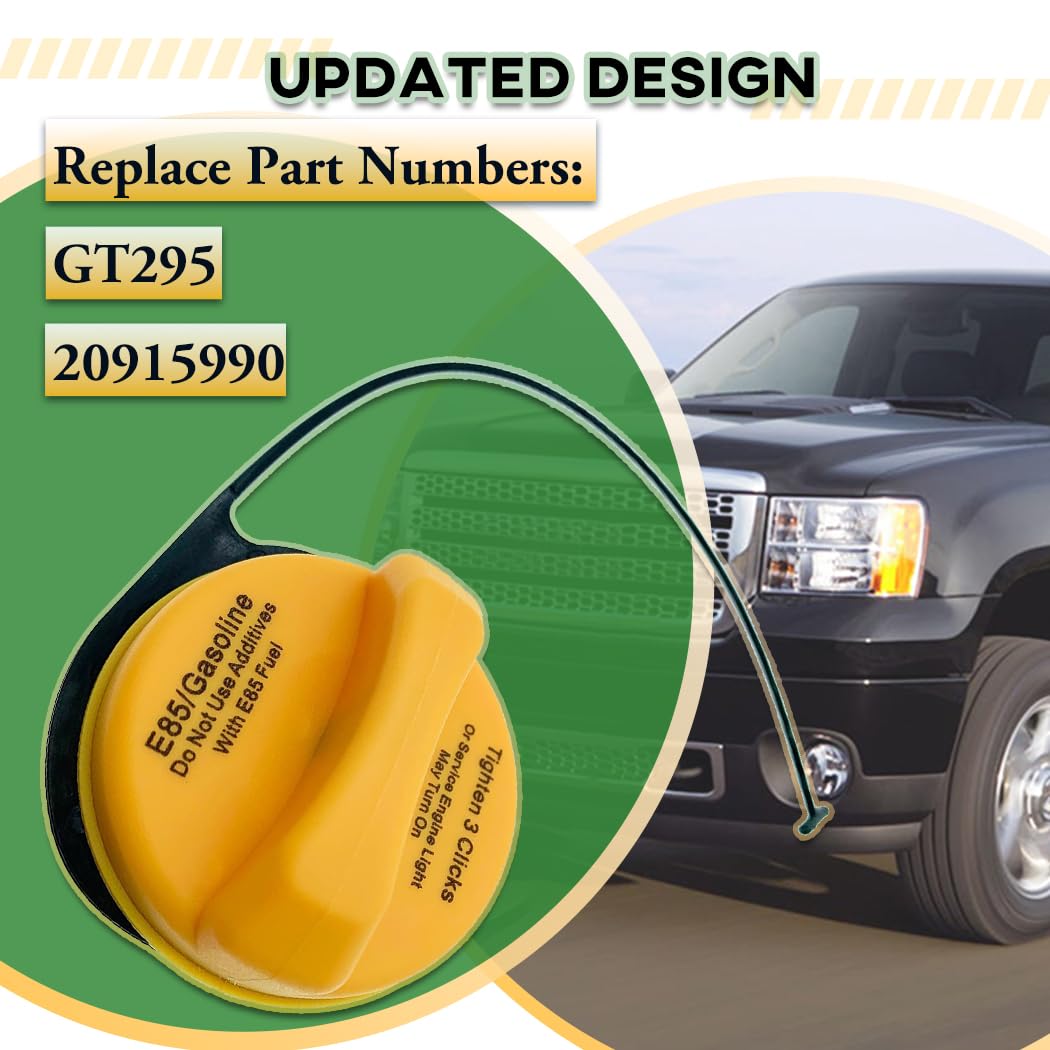 UPDATED DESIGN
Replace Part Numbers:
GT295
20915990
E85/Gasoline
Do Not Use Additives
With E85 Fuel
Tighten 3 Clicks
Or Service Engine Light
May Turn On